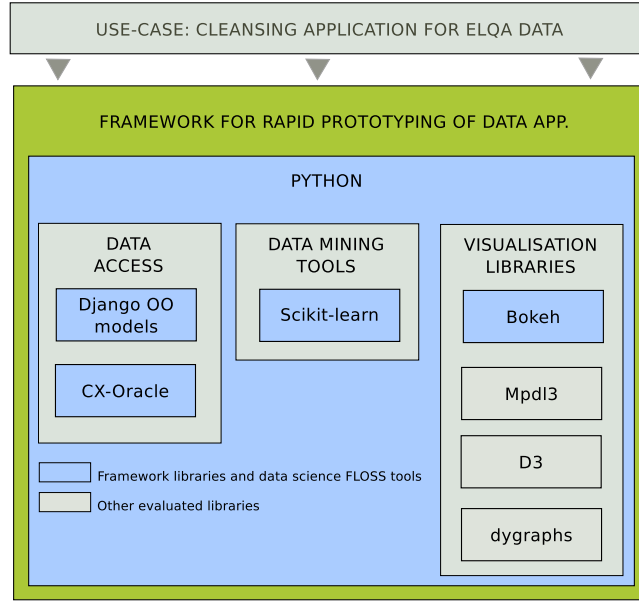 USE-CASE: CLEANSING APPLICATION FOR ELQA DATA
FRAMEWORK FOR RAPID PROTOTYPING OF DATA APP.
PYTHON
DATA
ACCESS
Django OO
models
CX-Oracle
DATA MINING
TOOLS
Scikit-learn
VISUALISATION
LIBRARIES
Bokeh
Mpdl3
D3
dygraphs
Framework libraries and data science FLOSS tools
Other evaluated libraries